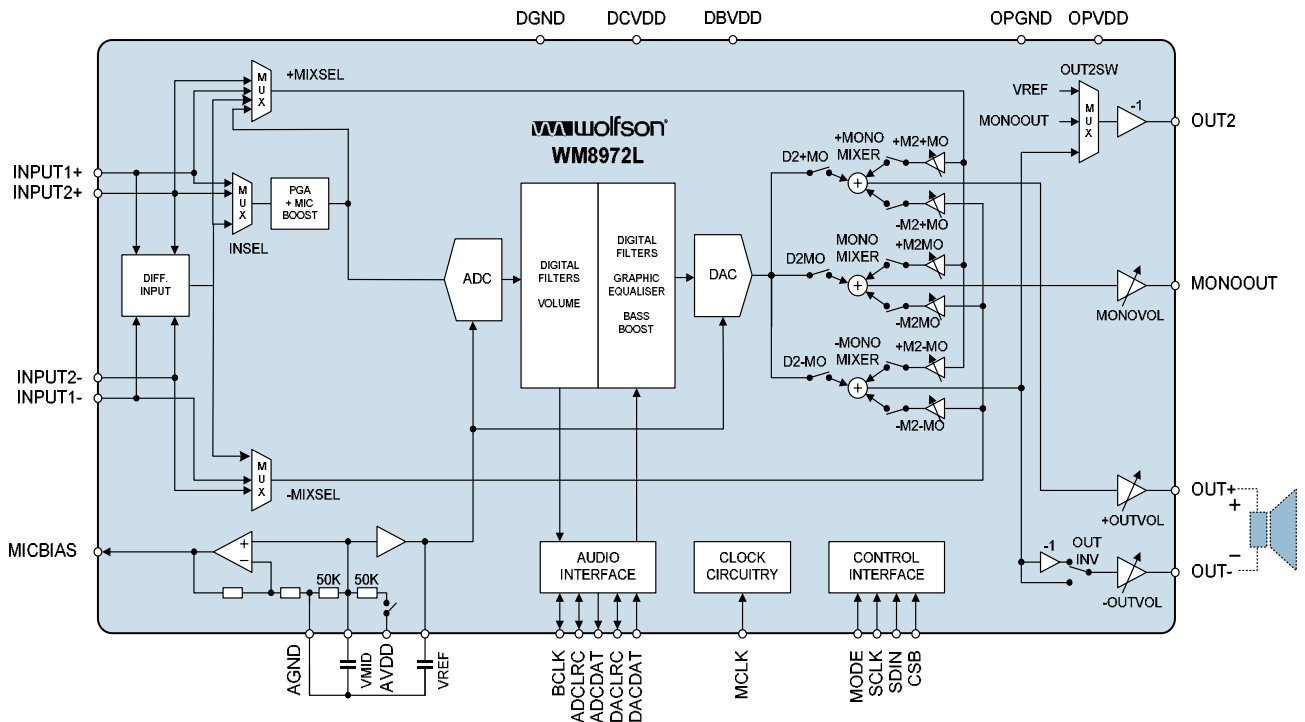 DGND
DCVDD
DBVDD
OPGND
OPVDD
MUX
+MIXSEL
OUT2SW
VREF
MONOOUT
MUX
-1
OUT2
wolfson
WM8972L
INPUT1+
INPUT2+
MUX
INSEL
PGA
+ MIC
BOOST
D2+MO
+MONO
MIXER
+M2+MO
+
-M2+MO
DIFF.
INPUT
ADC
DIGITAL
FILTERS
VOLUME
DIGITAL
FILTERS
GRAPHIC
EQUALISER
BASS
BOOST
DAC
D2MO
MONO
MIXER
+M2MO
+
-M2MO
MONOVOL
MONOOUT
INPUT2-
INPUT1-
D2-MO
-MONO
MIXER
+M2-MO
+
-M2-MO
MUX
-MIXSEL
+OUTVOL
OUT+
+
MICBIAS
+
−
50K
50K
AUDIO
INTERFACE
CLOCK
CIRCUITRY
CONTROL
INTERFACE
-1
OUT
INV
-OUTVOL
−
OUT-
AGND
VMID
AVDD
VREF
BCLK
ADCLRC
ADCDAT
DACLRC
DACDAT
MCLK
MODE
SCLK
SDIN
CSB